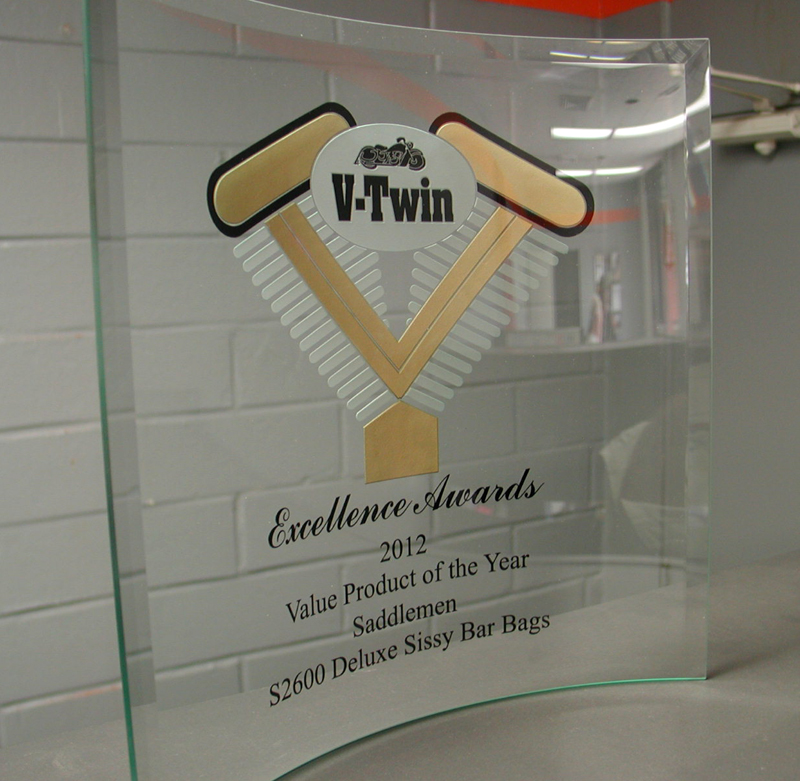 V-Twin
Excellence Awards
2012
Value Product of the Year
Saddlemen
S2600 Deluxe Sissy Bar Bags